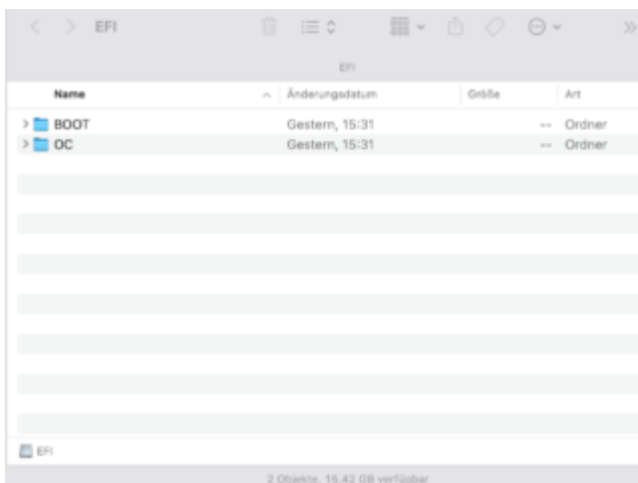 EFI
EFI
Name Änderungsdatum Größe Art
BOOT Gestern, 15:31 -- Ordner
OC Gestern, 15:31 -- Ordner
EFI
2 Objekte, 15,42 GB verfügbar